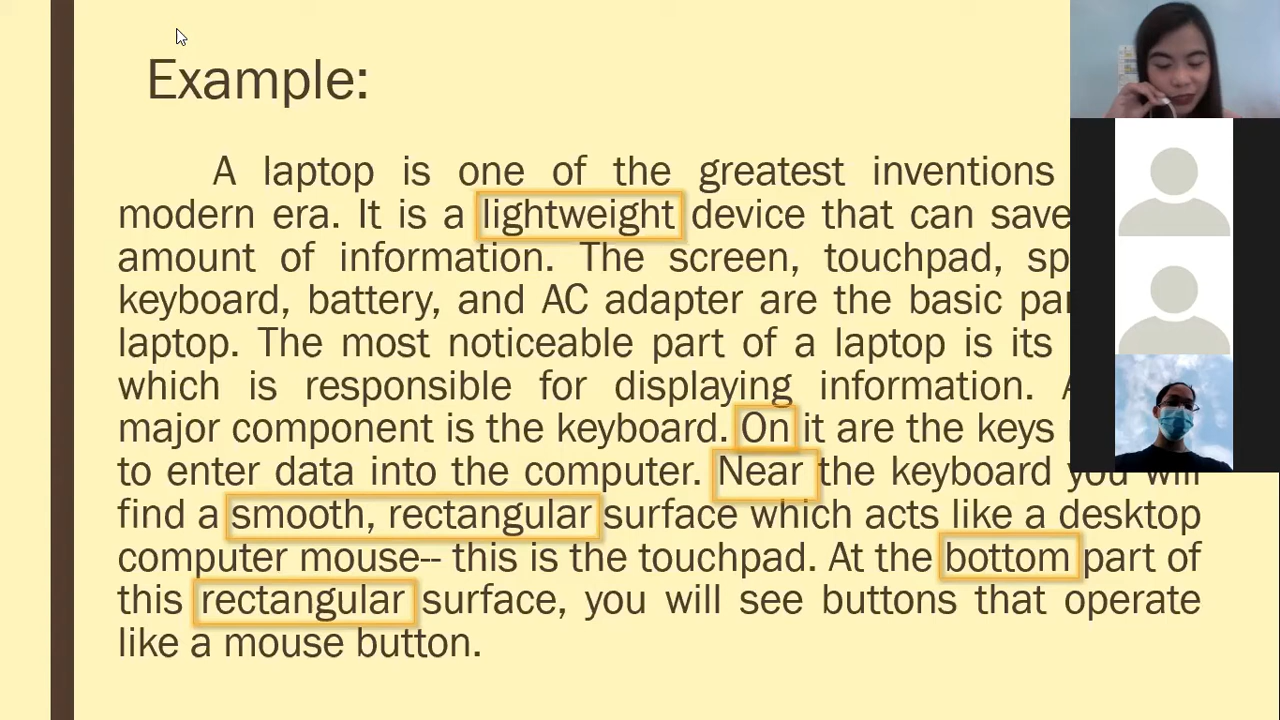 Example:
A laptop is one of the greatest inventions
modern era. It is a lightweight device that can save
amount of information. The screen, touchpad,
keyboard, battery, and AC adapter are the basic
laptop. The most noticeable part of a laptop is its
which is responsible for displaying information.
major component is the keyboard. On it are the keys
to enter data into the computer. Near the keyboard you will
find a smooth, rectangular surface which acts like a desktop
computer mouse-- this is the touchpad. At the bottom part of
this rectangular surface, you will see buttons that operate
like a mouse button.